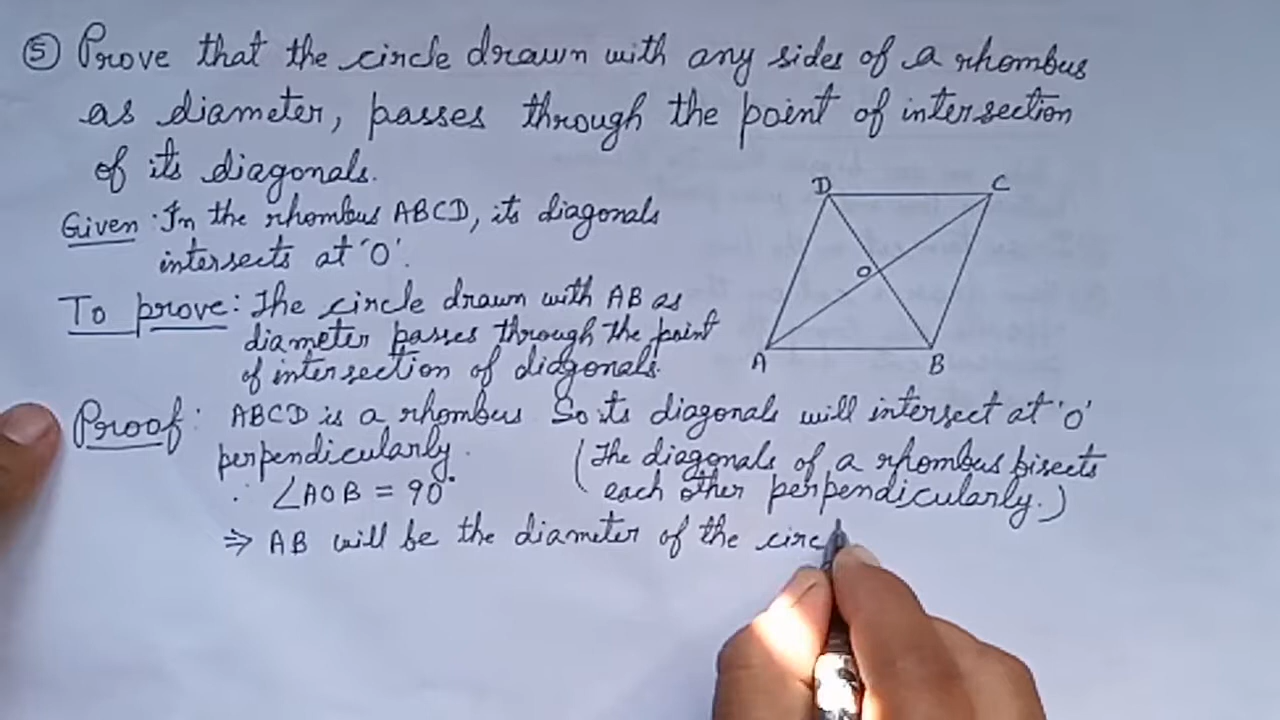 ⑤ Prove that the circle drawn with any sides of a rhombus
as diameter, passes through the point of intersection
of its diagonals.
Given: In the rhombus ABCD, its diagonals
intersects at 'O'.
To prove: The circle drawn with AB as
diameter passes through the point
of intersection of diagonals.
D C
O
A B
Proof: ABCD is a rhombus So its diagonals will intersect at 'O'
perpendicularly. (The diagonals of a rhombus bisects
∴ ∠AOB = 90° each other perpendicularly.)
⇒ AB will be the diameter of the circ